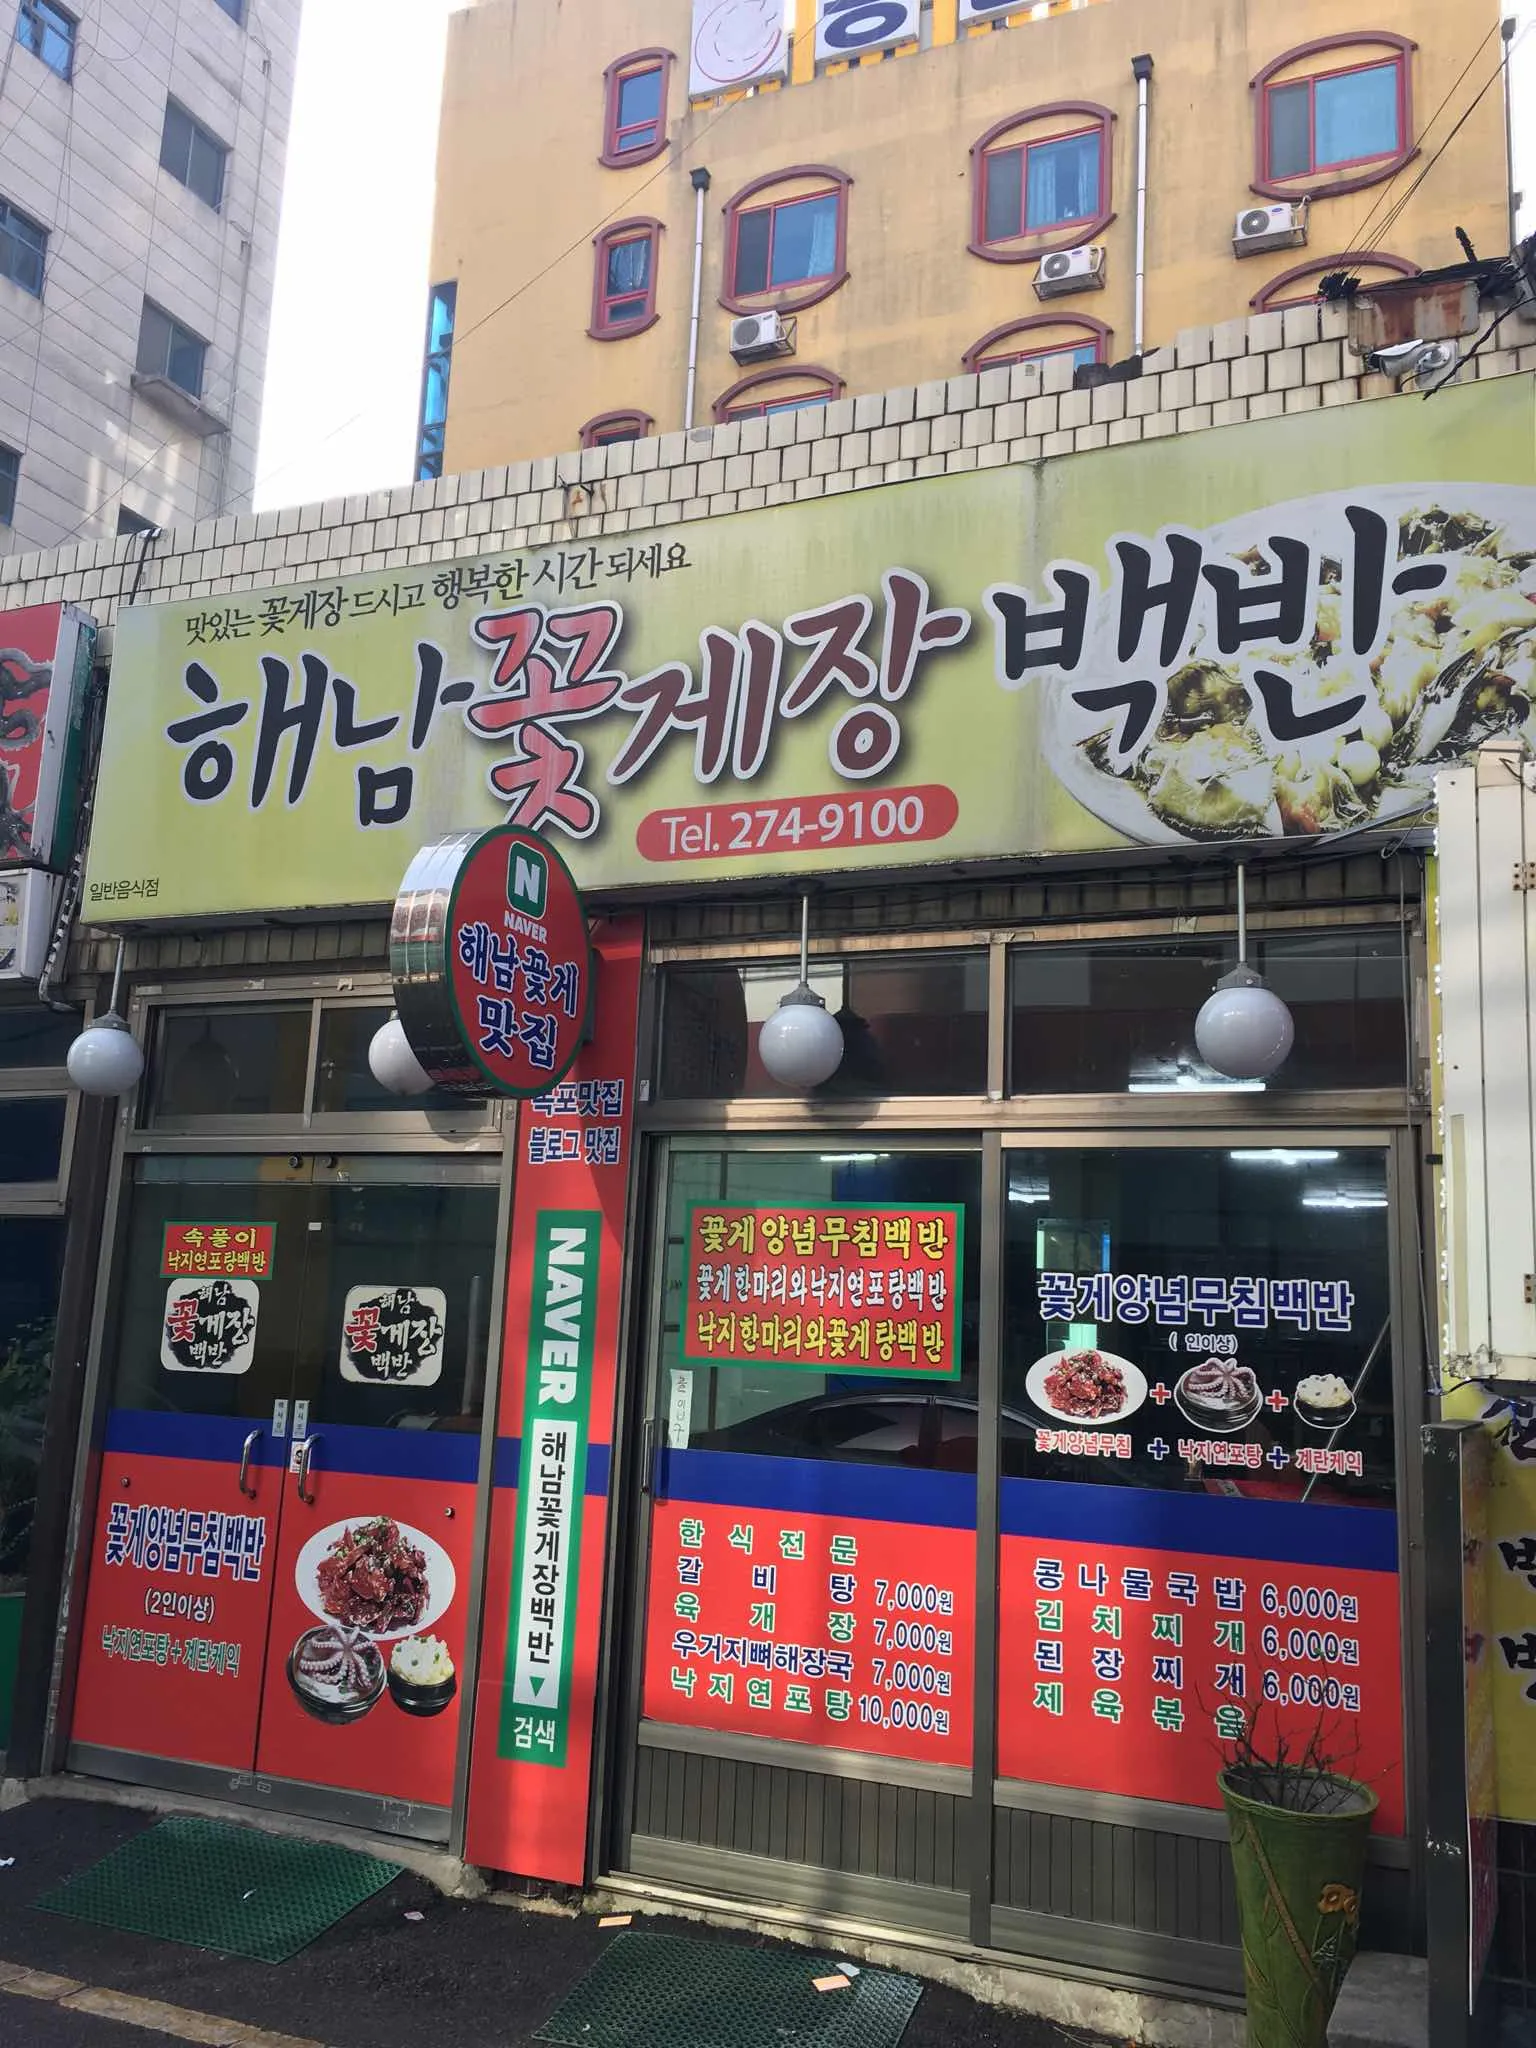 맛있는 꽃게장 드시고 행복한 시간 되세요
해남 꽃게장 백반
Tel. 274-9100
일반음식점
N
NAVER
해남꽃게
맛집
목포맛집
블로그 맛집
NAVER
해남꽃게장백반
검색
속풀이
낙지연포탕백반
해남
꽃게장
백반
해남
꽃게장
백반
꽃게양념무침백반
(2인이상)
낙지연포탕+계란케익
꽃게양념무침백반
꽃게한마리와낙지연포탕백반
낙지한마리와꽃게탕백반
꽃게양념무침백반
( 인이상)
꽃게양념무침 + 낙지연포탕 + 계란케익
한식전문
갈비탕 7,000원
육개장 7,000원
우거지뼈해장국 7,000원
낙지연포탕 10,000원
콩나물국밥 6,000원
김치찌개 6,000원
된장찌개 6,000원
제육볶음